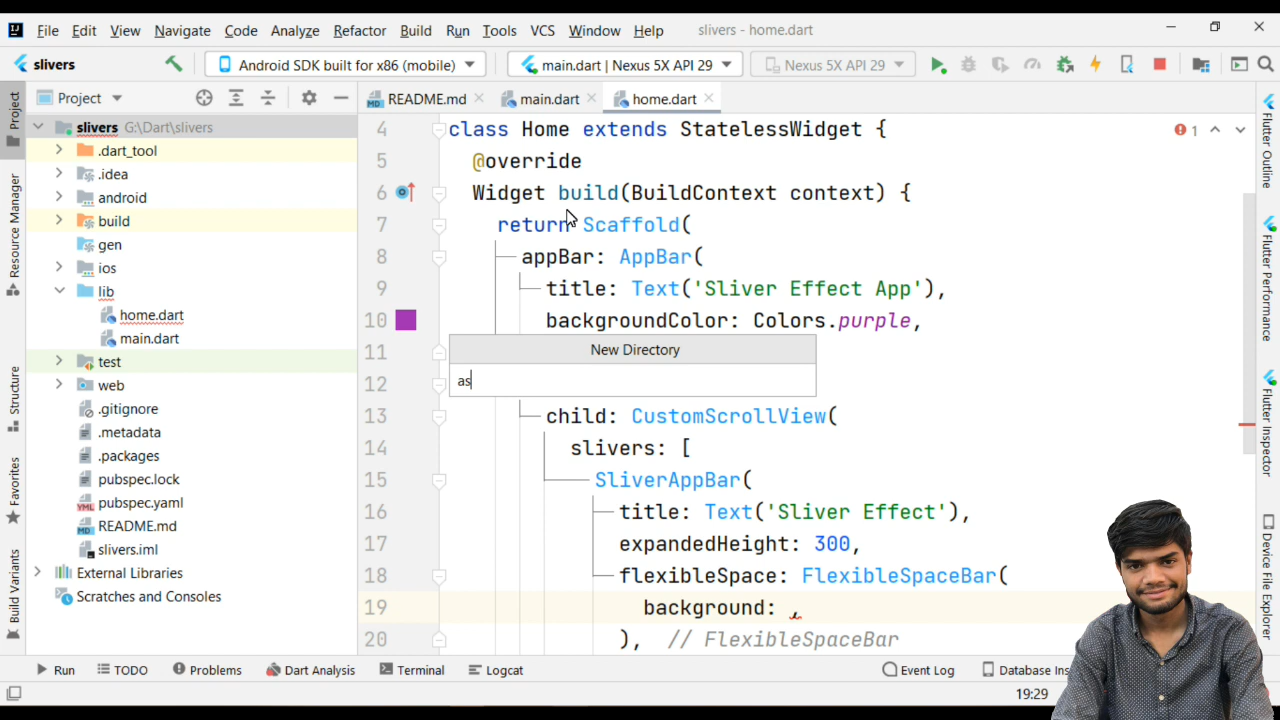 File Edit View Navigate Code Analyze Refactor Build Run Tools VCS Window Help slivers - home.dart
slivers Android SDK built for x86 (mobile) main.dart | Nexus 5X API 29 Nexus 5X API 29
Project README.md main.dart home.dart
slivers G:\Dart\slivers
.dart_tool
.idea
android
build
gen
ios
lib
home.dart
main.dart
test
web
.gitignore
.metadata
.packages
pubspec.lock
pubspec.yaml
README.md
slivers.iml
External Libraries
Scratches and Consoles
4 class Home extends StatelessWidget {
5 @override
6 Widget build(BuildContext context) {
7 return Scaffold(
8 appBar: AppBar(
9 title: Text('Sliver Effect App'),
10 backgroundColor: Colors.purple,
11
12
New Directory
as
13 child: CustomScrollView(
14 slivers: [
15 SliverAppBar(
16 title: Text('Sliver Effect'),
17 expandedHeight: 300,
18 flexibleSpace: FlexibleSpaceBar(
19 background: ,
20 ), // FlexibleSpaceBar
1
Project
Resource Manager
Structure
Favorites
Build Variants
Flutter Outline
Flutter Performance
Flutter Inspector
Device File Explorer
Run TODO Problems Dart Analysis Terminal Logcat Event Log Database Ins
19:29